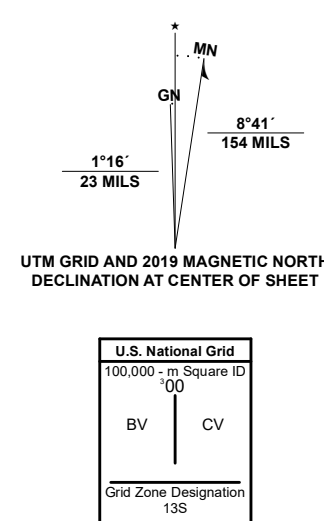 ★
MN
GN
8°41´
154 MILS
1°16´
23 MILS
UTM GRID AND 2019 MAGNETIC NORTH
DECLINATION AT CENTER OF SHEET
U.S. National Grid
100,000 - m Square ID
³00
BV CV
Grid Zone Designation
13S